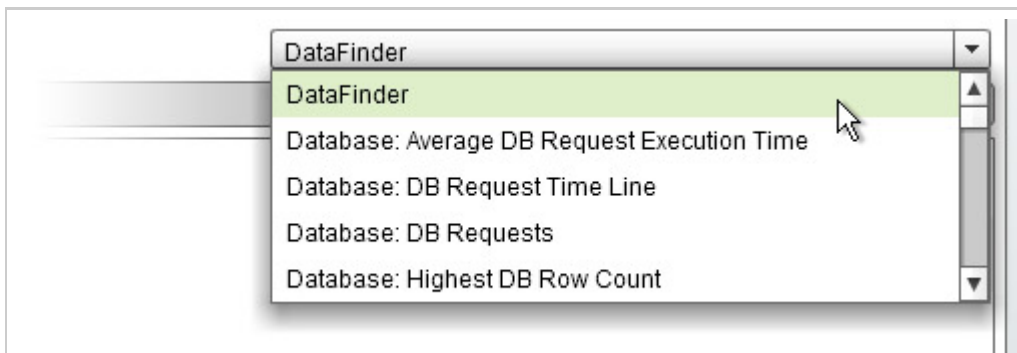 DataFinder
DataFinder
Database: Average DB Request Execution Time
Database: DB Request Time Line
Database: DB Requests
Database: Highest DB Row Count